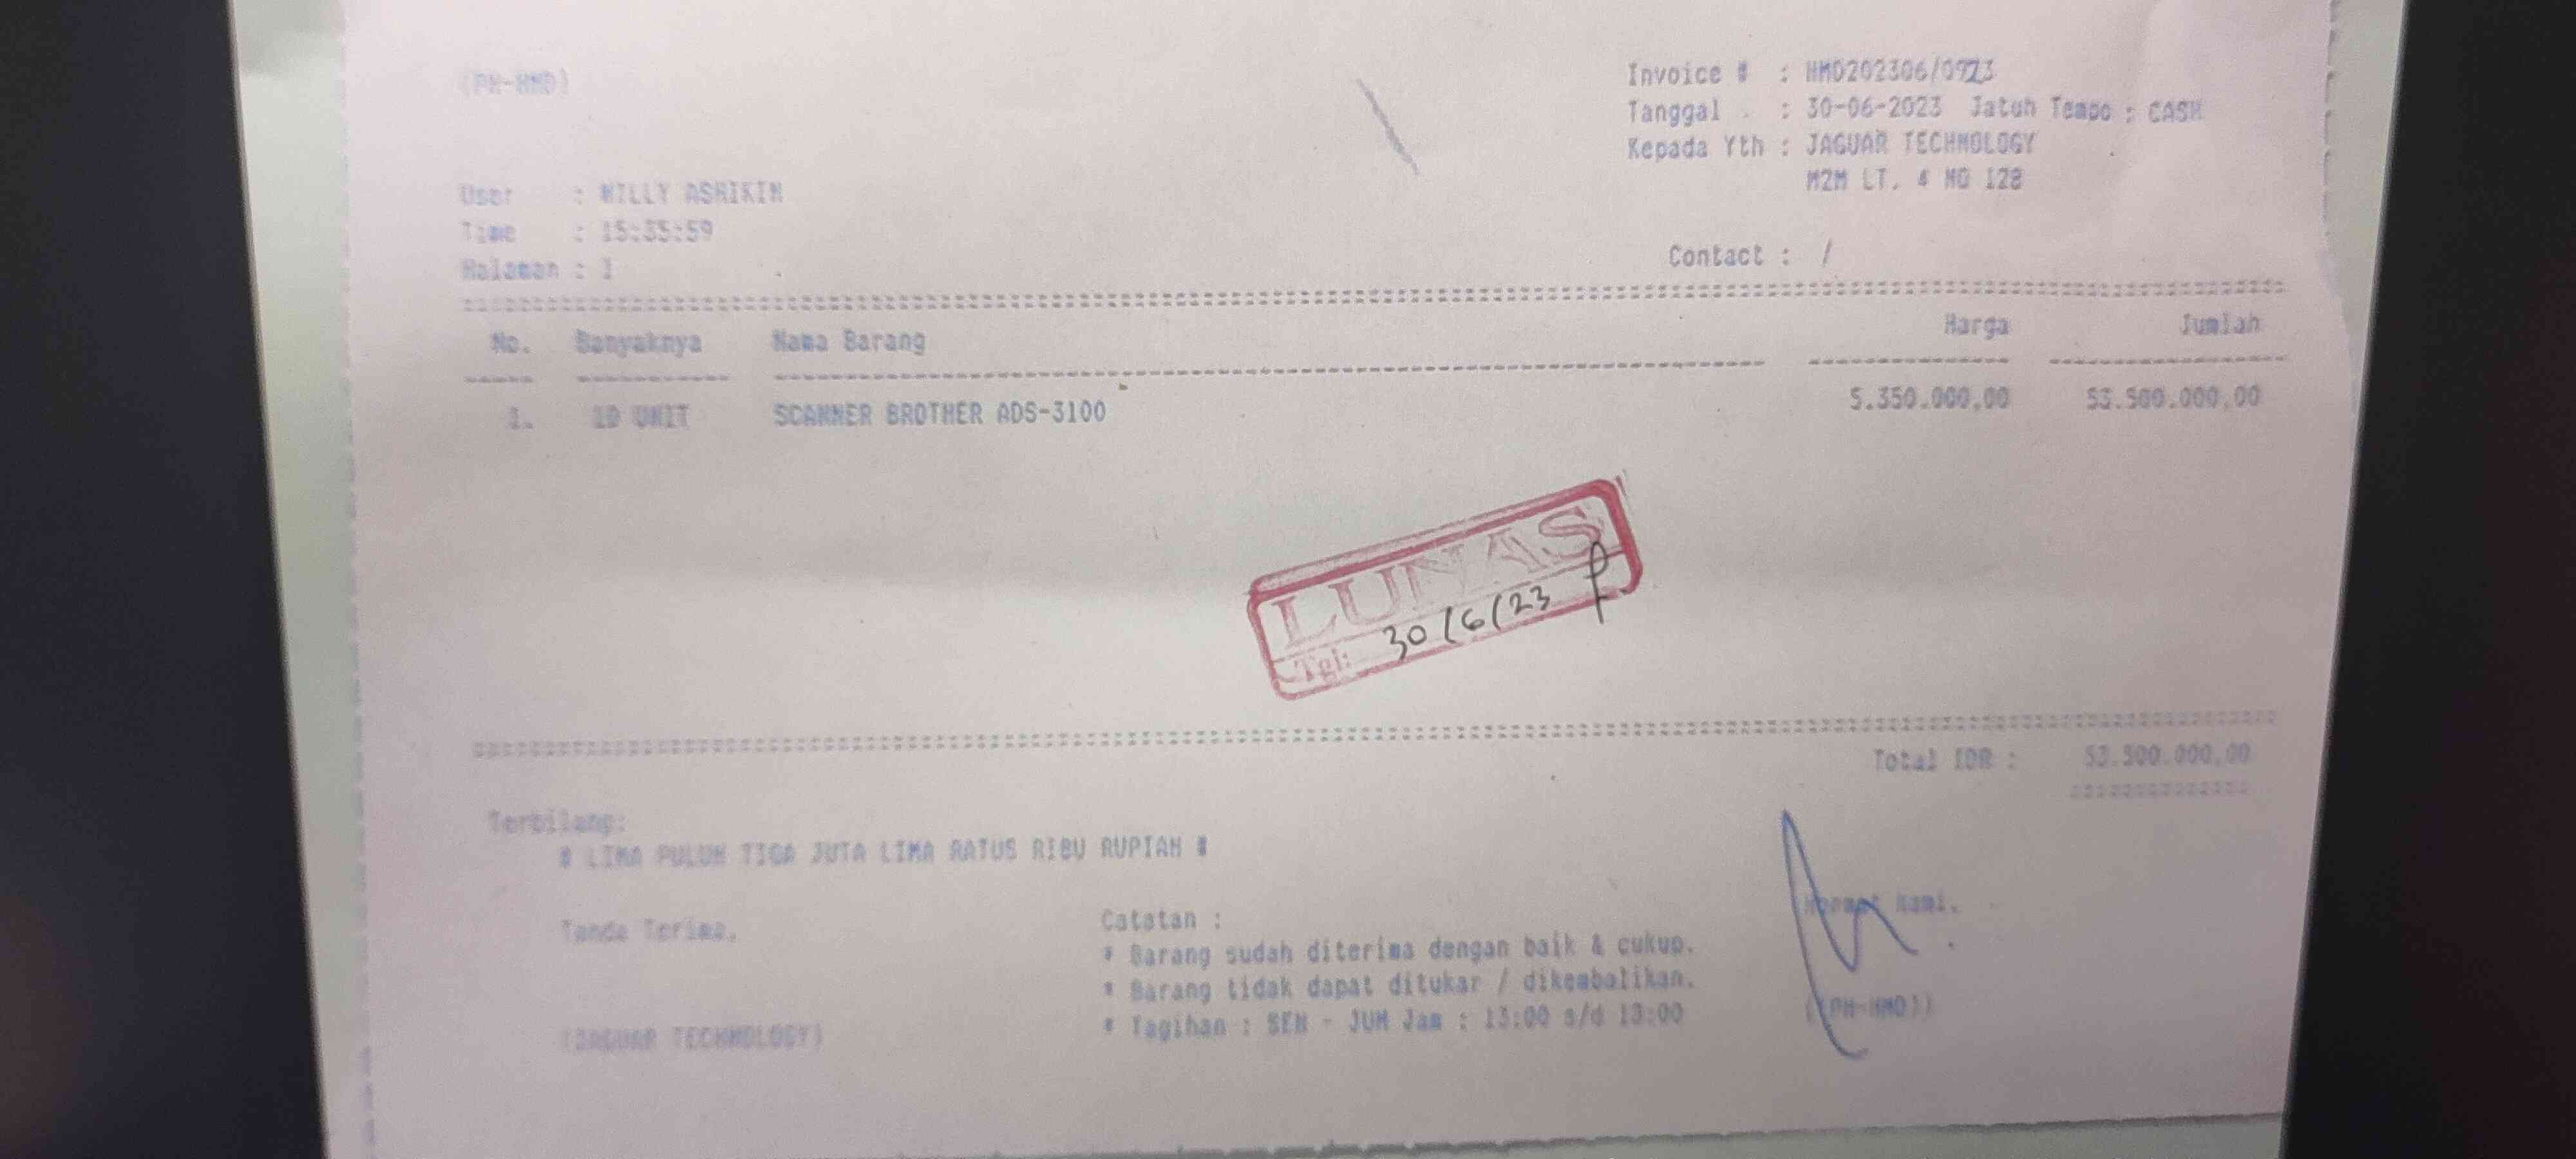 (PH-HMD)
Invoice # : HMD202306/0923
Tanggal : 30-06-2023 Jatuh Tempo : CASH
Kepada Yth : JAGUAR TECHNOLOGY
M2M LT. 4 NO 128
User : WILLY ASHIKIN
Time : 15:35:59
Halaman : 1
Contact : /
No. Banyaknya Nama Barang Harga Jumlah
1. 10 UNIT SCANNER BROTHER ADS-3100 5.350.000,00 53.500.000,00
LUNAS
Tgl: 30/6/23
Total IDR : 53.500.000,00
Terbilang:
# LIMA PULUH TIGA JUTA LIMA RATUS RIBU RUPIAH #
Tanda Terima,
Catatan :
* Barang sudah diterima dengan baik & cukup.
* Barang tidak dapat ditukar / dikembalikan.
* Tagihan : SEN - JUM Jam : 13:00 s/d
Hormat Kami,
(JAGUAR TECHNOLOGY)
((PH-HMD))